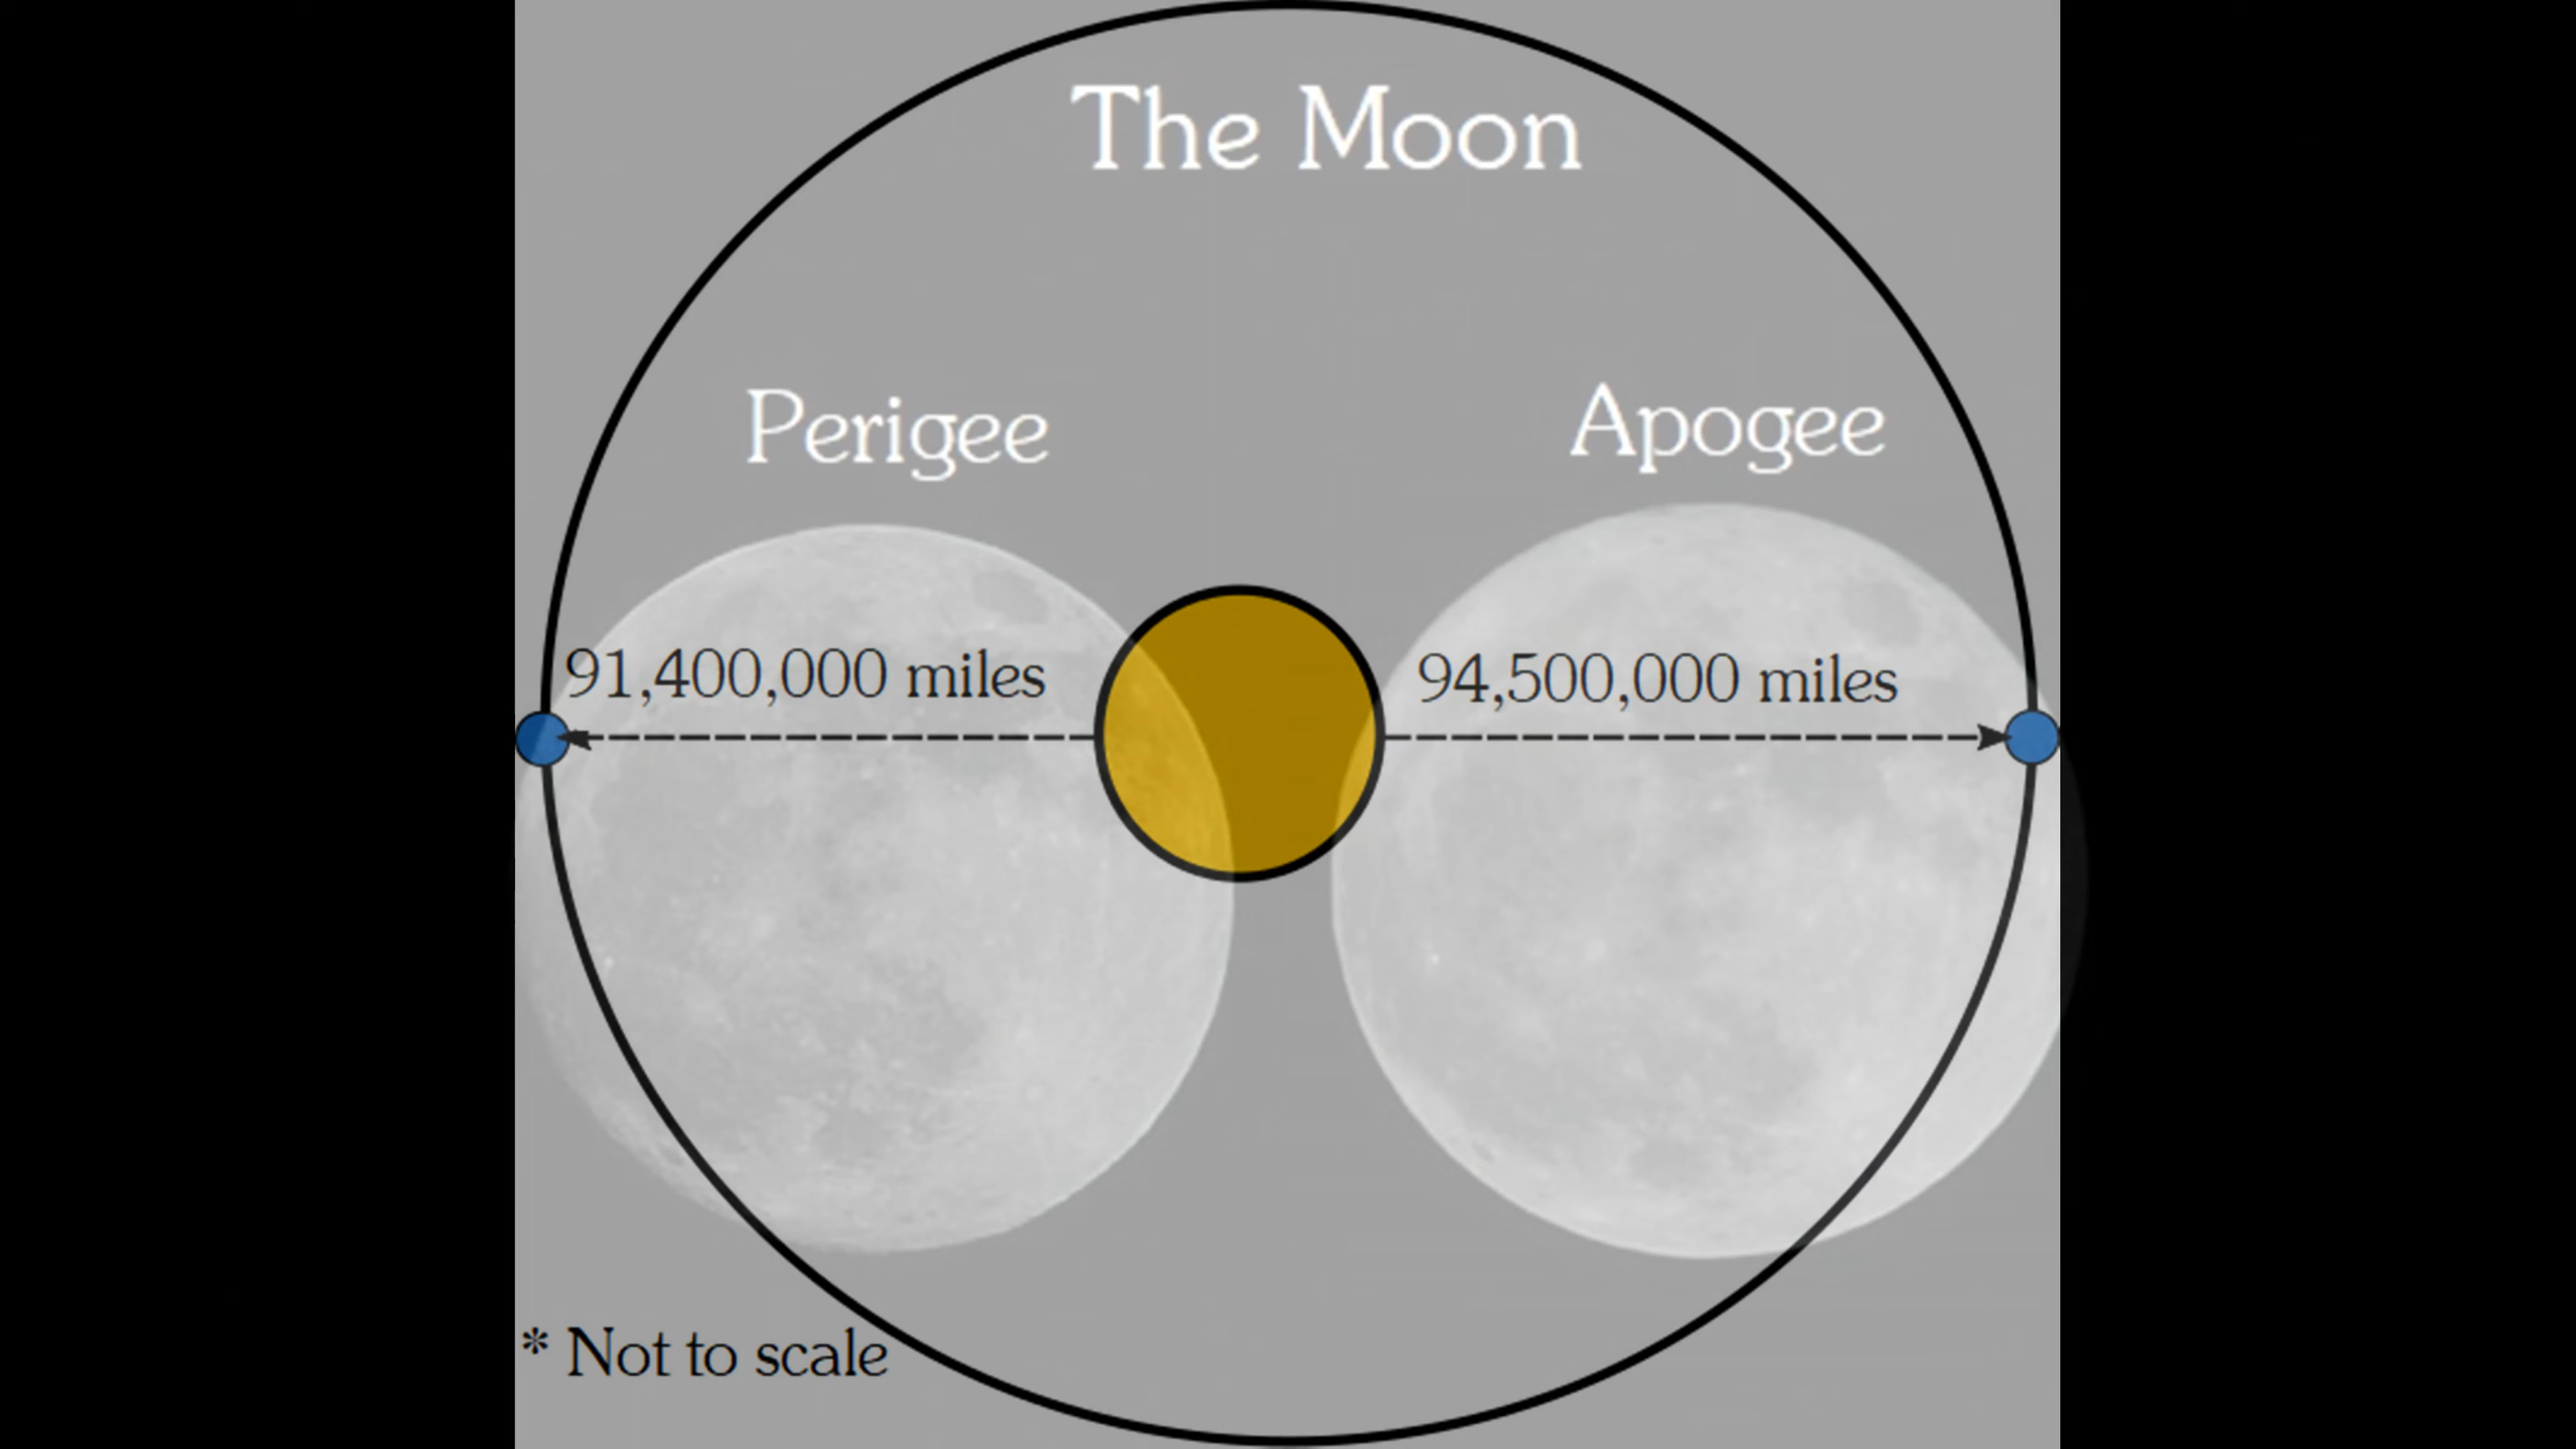 The Moon
Perigee
Apogee
91,400,000 miles
94,500,000 miles
* Not to scale